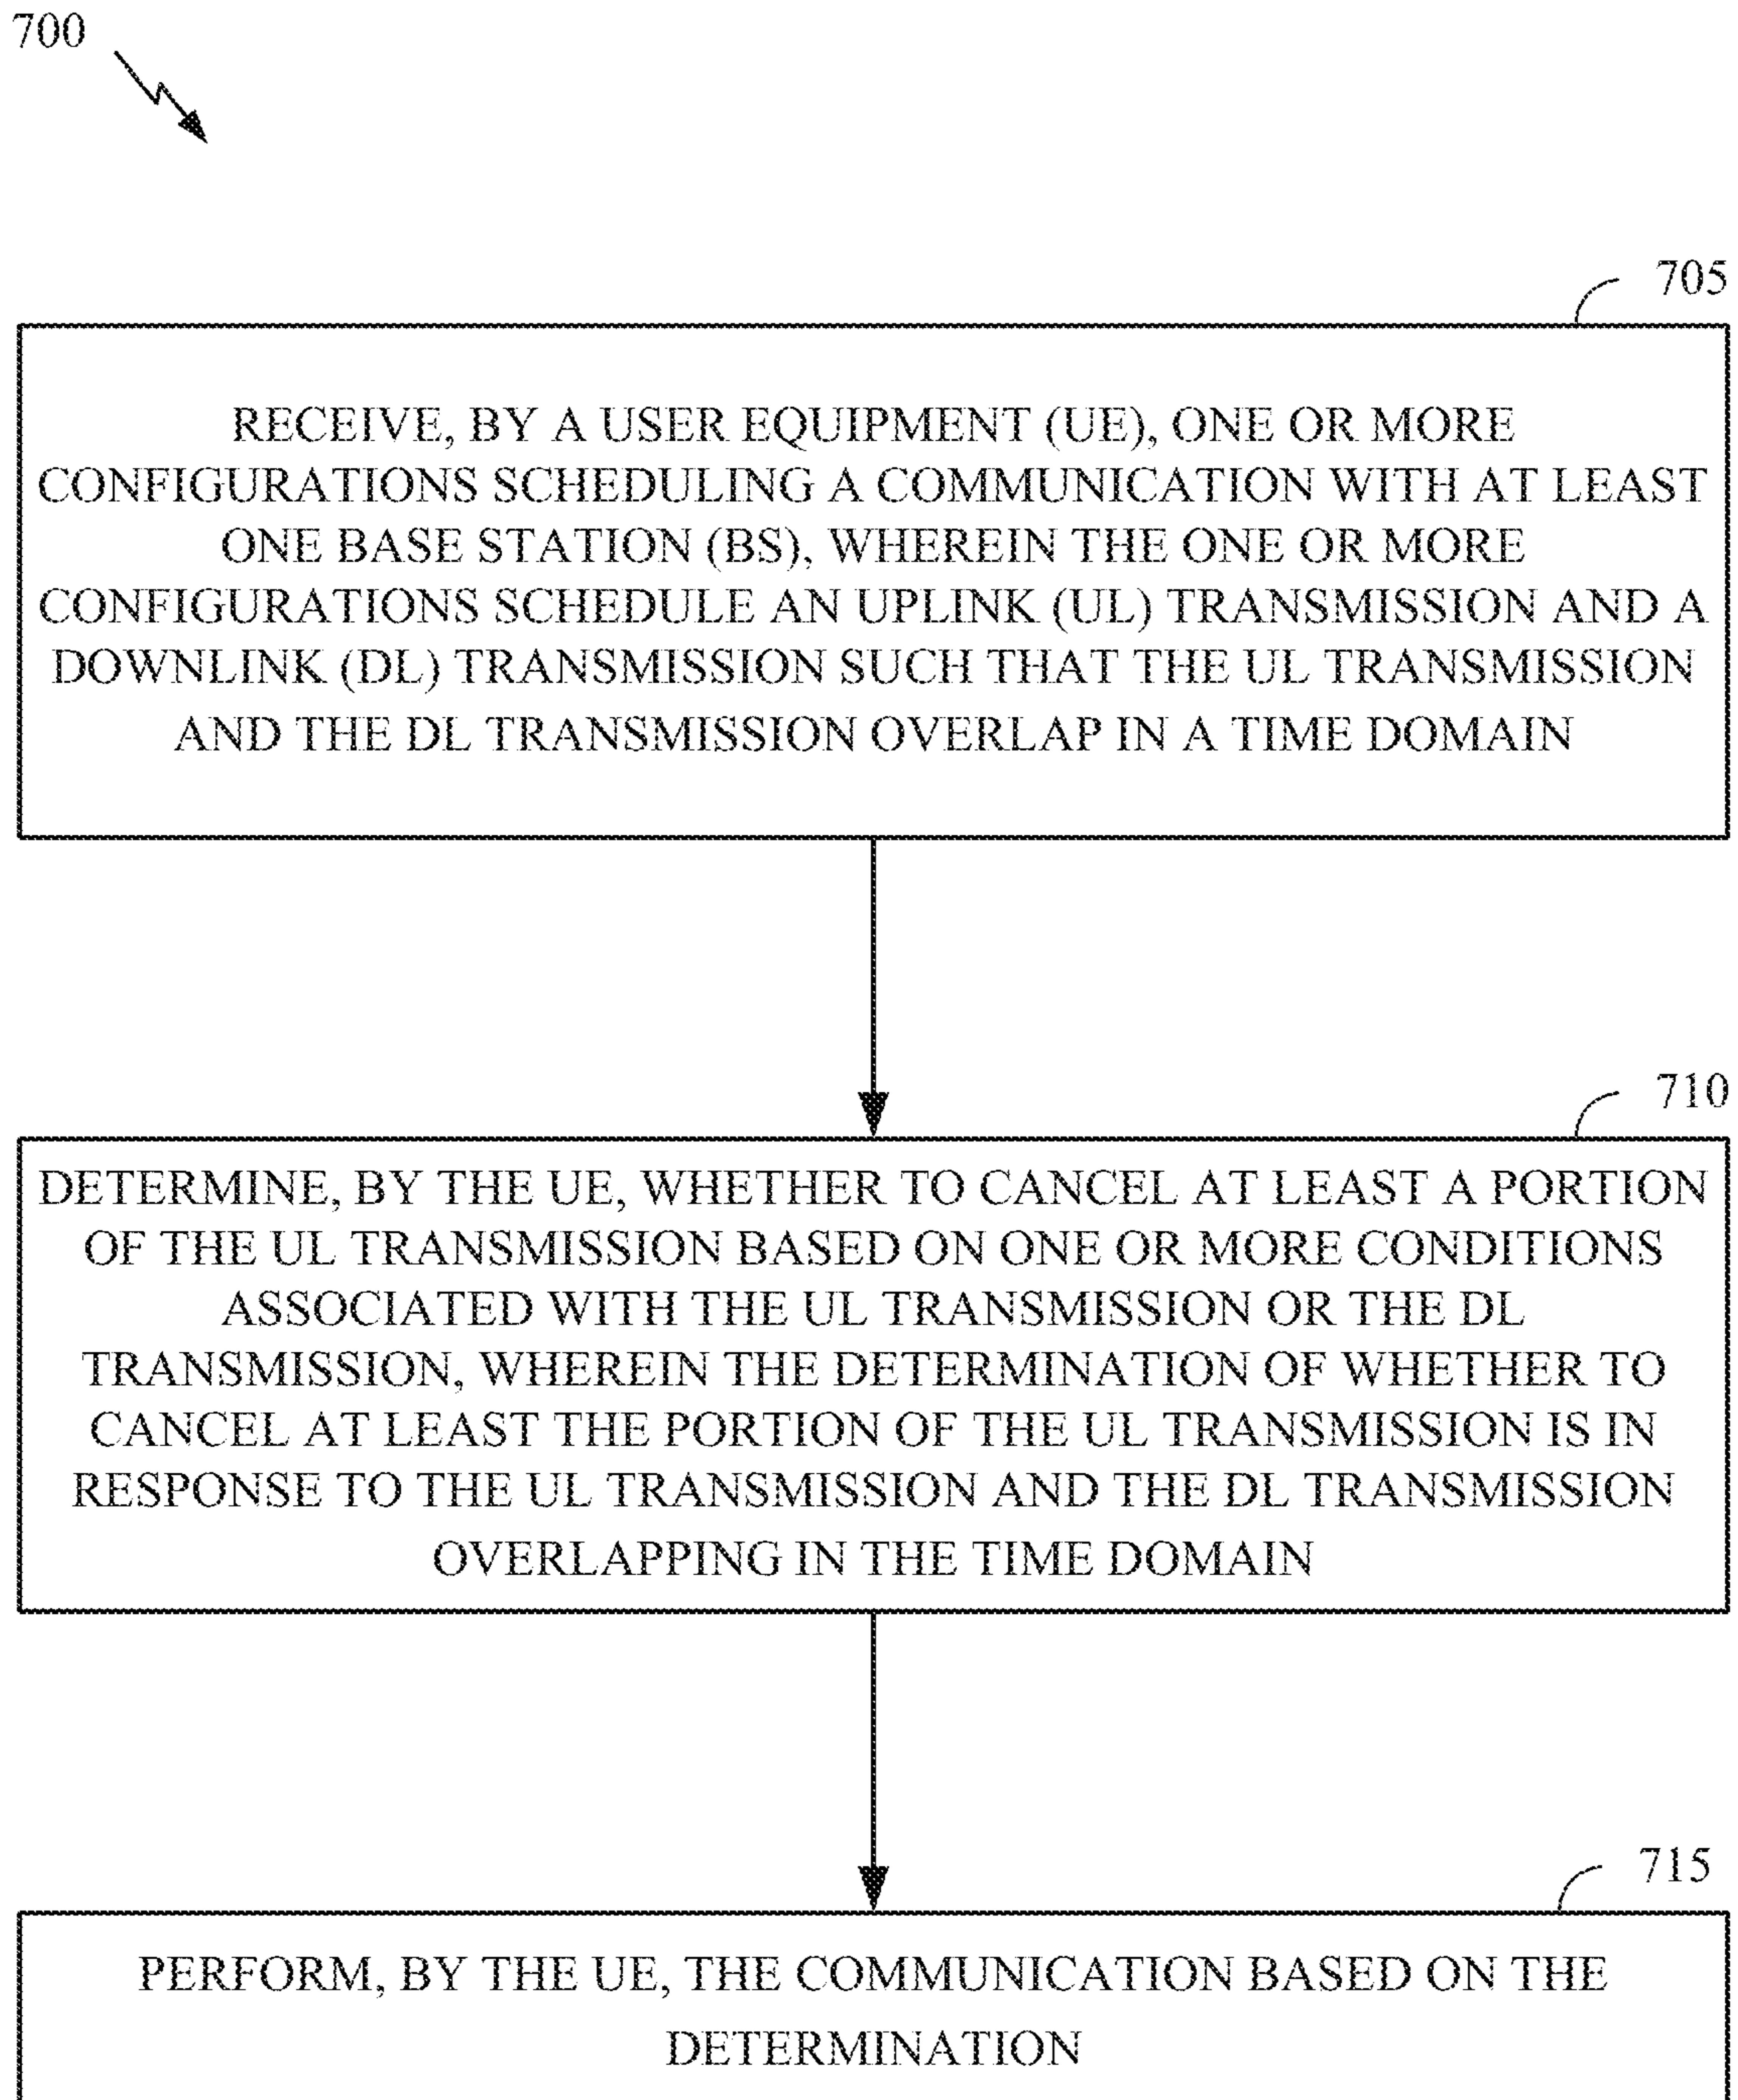 700
705
RECEIVE, BY A USER EQUIPMENT (UE), ONE OR MORE
CONFIGURATIONS SCHEDULING A COMMUNICATION WITH AT LEAST
ONE BASE STATION (BS), WHEREIN THE ONE OR MORE
CONFIGURATIONS SCHEDULE AN UPLINK (UL) TRANSMISSION AND A
DOWNLINK (DL) TRANSMISSION SUCH THAT THE UL TRANSMISSION
AND THE DL TRANSMISSION OVERLAP IN A TIME DOMAIN
710
DETERMINE, BY THE UE, WHETHER TO CANCEL AT LEAST A PORTION
OF THE UL TRANSMISSION BASED ON ONE OR MORE CONDITIONS
ASSOCIATED WITH THE UL TRANSMISSION OR THE DL
TRANSMISSION, WHEREIN THE DETERMINATION OF WHETHER TO
CANCEL AT LEAST THE PORTION OF THE UL TRANSMISSION IS IN
RESPONSE TO THE UL TRANSMISSION AND THE DL TRANSMISSION
OVERLAPPING IN THE TIME DOMAIN
715
PERFORM, BY THE UE, THE COMMUNICATION BASED ON THE
DETERMINATION